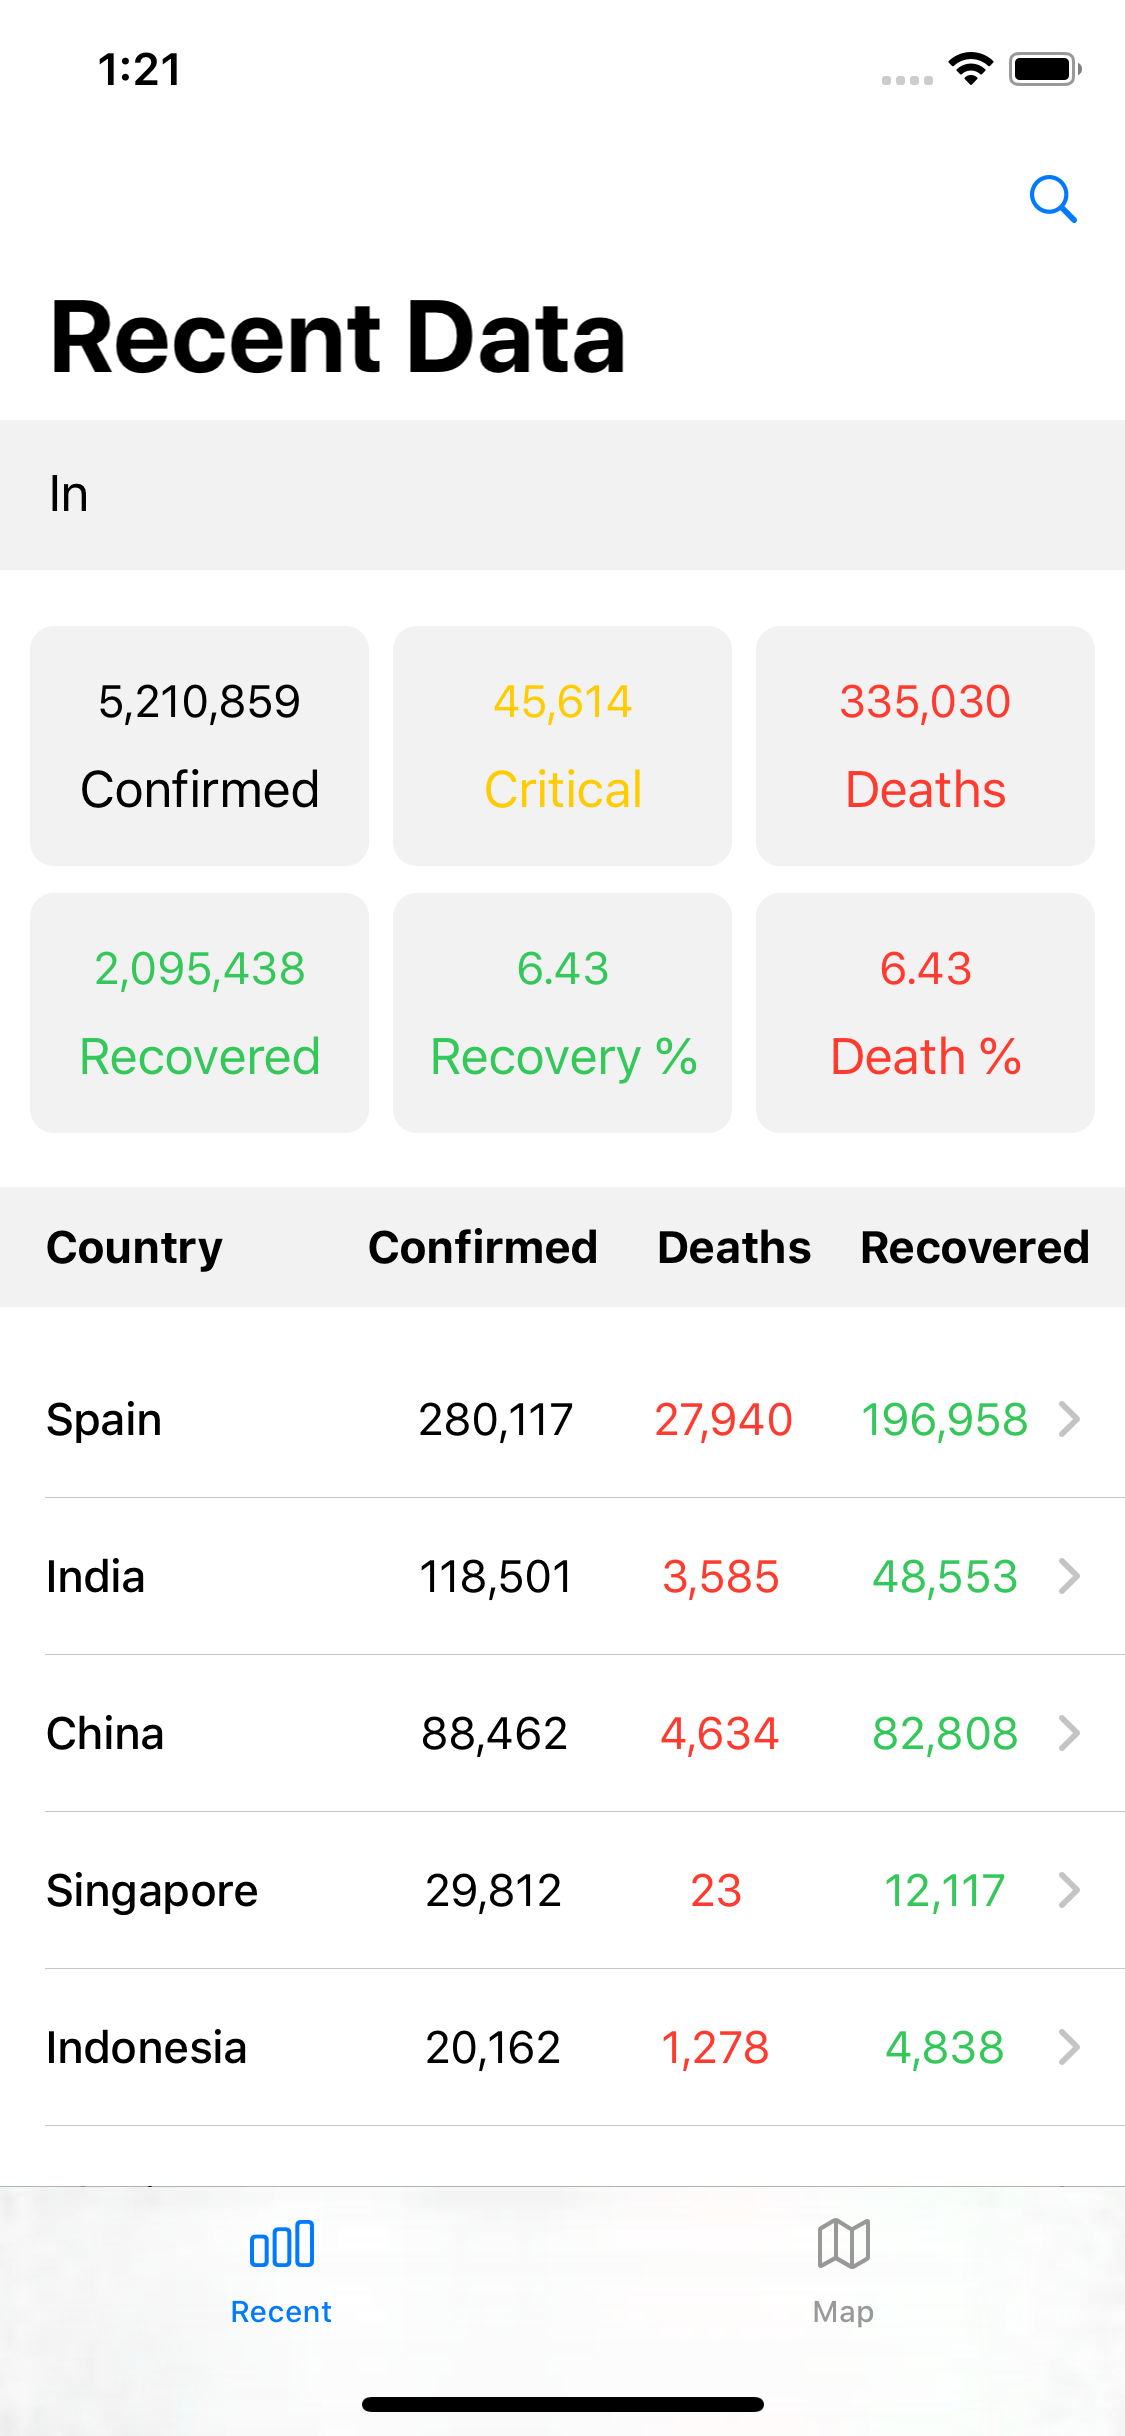 1:21
Recent Data
In
5,210,859 45,614 335,030
Confirmed Critical Deaths
2,095,438 6.43 6.43
Recovered Recovery % Death %
Country Confirmed Deaths Recovered
Spain 280,117 27,940 196,958
India 118,501 3,585 48,553
China 88,462 4,634 82,808
Singapore 29,812 23 12,117
Indonesia 20,162 1,278 4,838
Recent Map